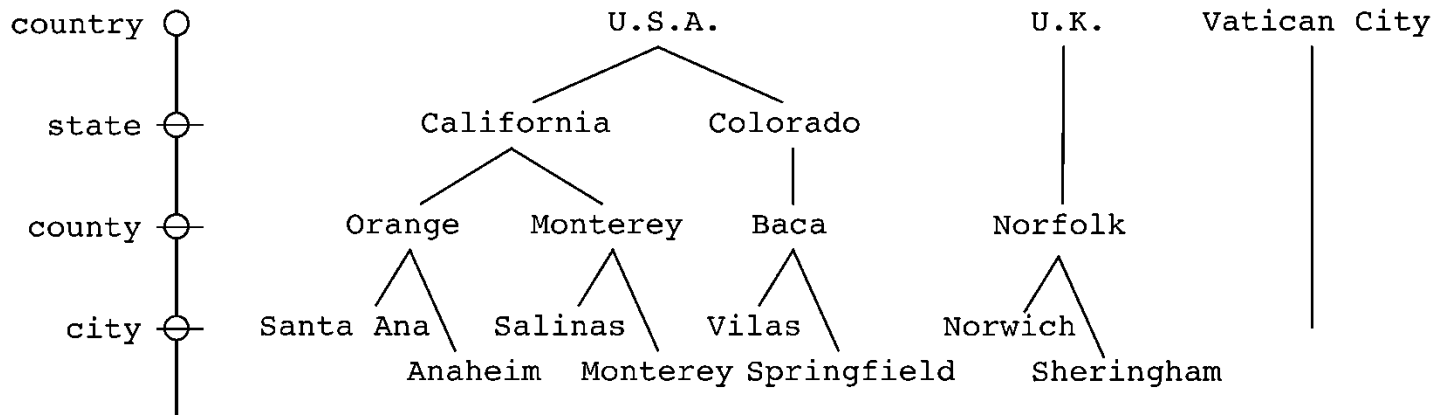 country U.S.A. U.K. Vatican City
state California Colorado
county Orange Monterey Baca Norfolk
city Santa Ana Salinas Vilas Norwich
Anaheim Monterey Springfield Sheringham